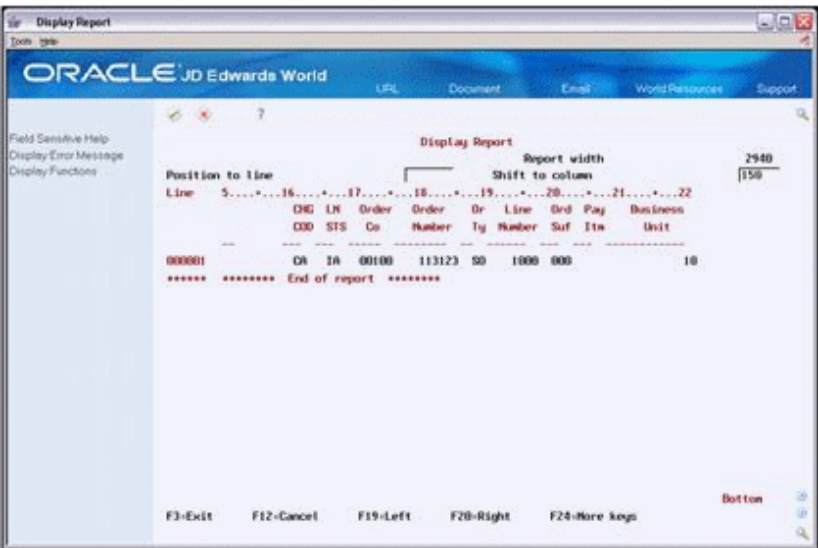 Display Report
Tools Help
ORACLE JD Edwards World
URL Document Email World Resources Support
?
Field Sensitive Help
Display Error Message
Display Functions
Display Report
Report width 2940
Position to line Shift to column 150
Line 5....+...16....+...17....+...18....+...19....+...20....+...21....+...22
CHG LN Order Order Or Line Ord Pay Business
COD STS Co Number Ty Number Suf Itm Unit
-- --- --- ----- -------- -- ------ --- --- ------------
000001 CA IA 00100 113123 SO 1000 000 10
****** ******** End of report ********
Bottom
F3=Exit F12=Cancel F19=Left F20=Right F24=More keys